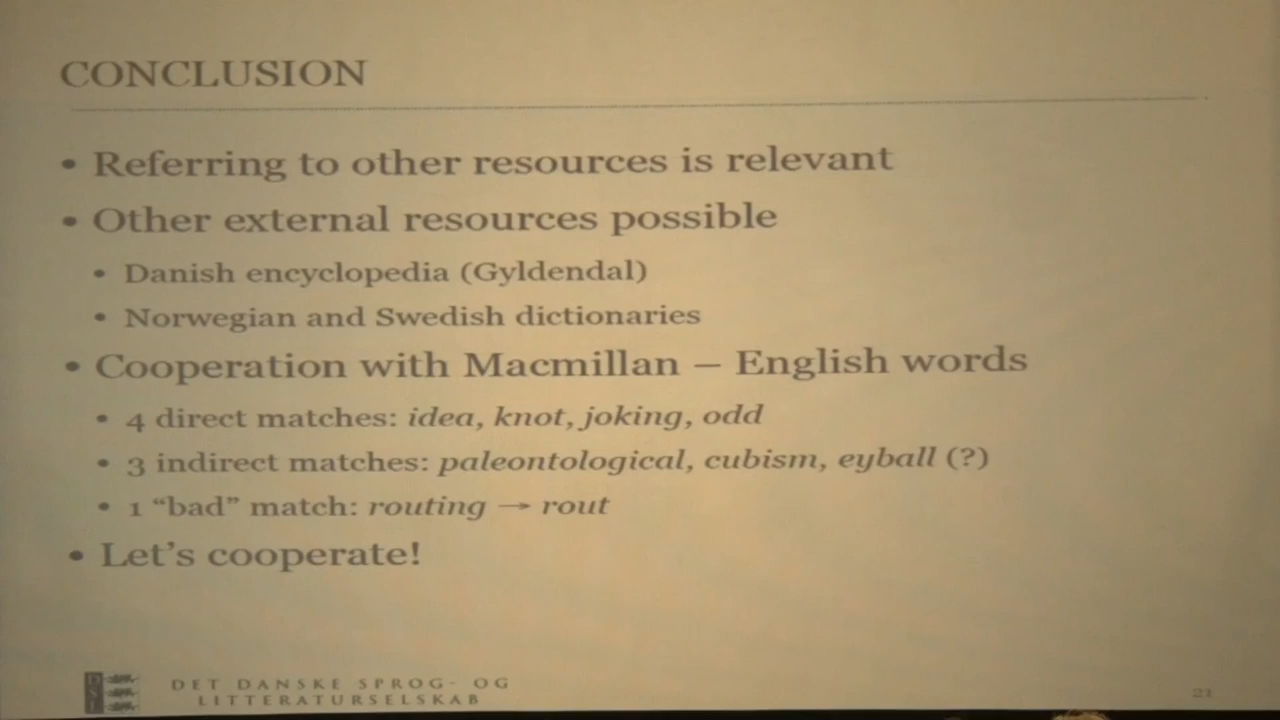 CONCLUSION
• Referring to other resources is relevant
• Other external resources possible
• Danish encyclopedia (Gyldendal)
• Norwegian and Swedish dictionaries
• Cooperation with Macmillan – English words
• 4 direct matches: idea, knot, joking, odd
• 3 indirect matches: paleontological, cubism, eyball (?)
• 1 “bad” match: routing → rout
• Let’s cooperate!
DSL
DET DANSKE SPROG- OG
LITTERATURSELSKAB
21